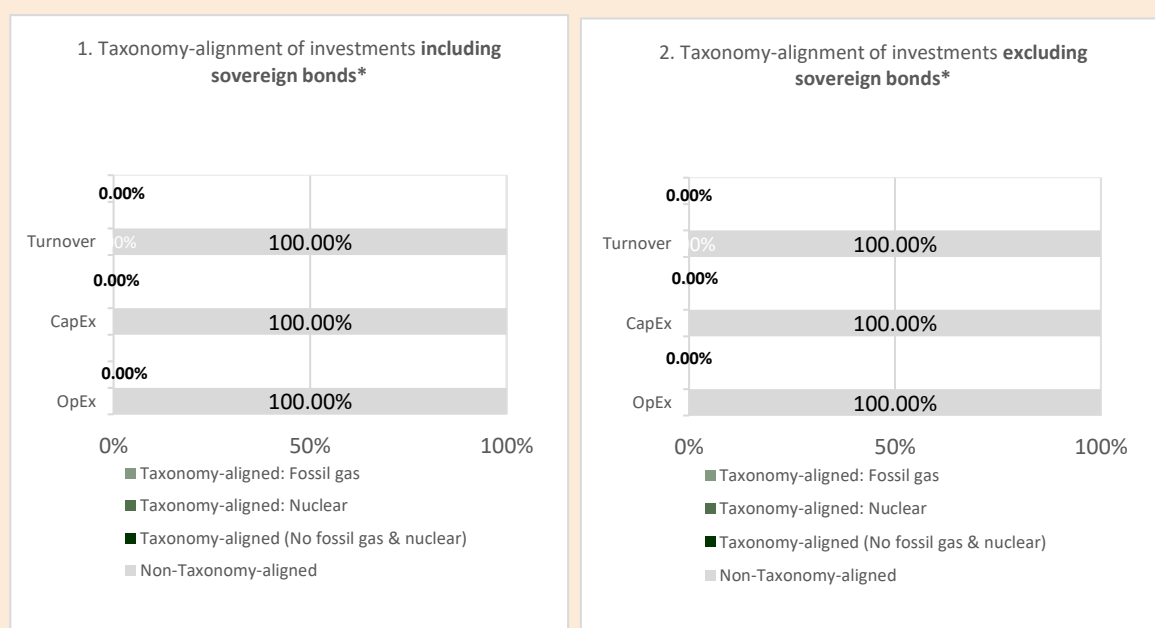 1. Taxonomy-alignment of investments including
sovereign bonds*
0.00%
Turnover 100.00%
0.00%
CapEx 100.00%
0.00%
OpEx 100.00%
0% 50% 100%
Taxonomy-aligned: Fossil gas
Taxonomy-aligned: Nuclear
Taxonomy-aligned (No fossil gas & nuclear)
Non-Taxonomy-aligned
2. Taxonomy-alignment of investments excluding
sovereign bonds*
0.00%
Turnover 100.00%
0.00%
CapEx 100.00%
0.00%
OpEx 100.00%
0% 50% 100%
Taxonomy-aligned: Fossil gas
Taxonomy-aligned: Nuclear
Taxonomy-aligned (No fossil gas & nuclear)
Non-Taxonomy-aligned